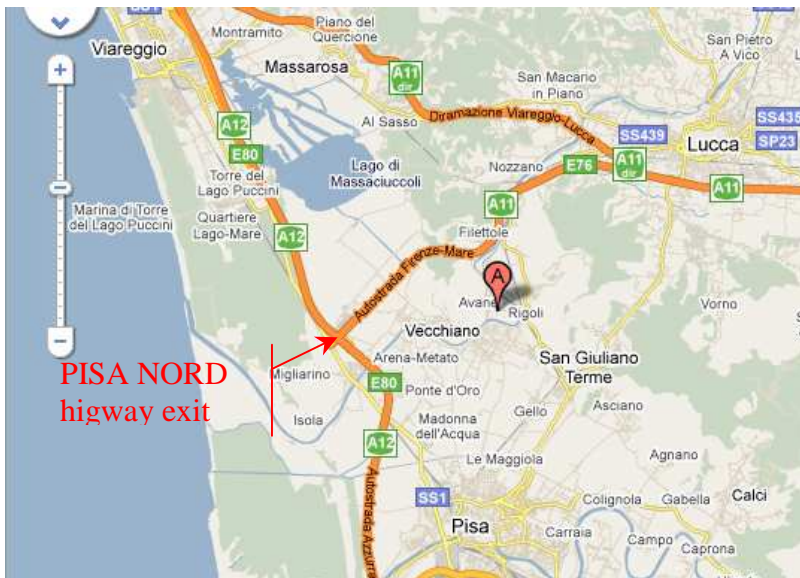 SS1
Piano del
Quercione
Montramito
Viareggio
Massarosa
San Pietro
A Vico
A11
dir
San Macario
in Piano
A12
Al Sasso
Diramazione Viareggio-Lucca
SS435
SS439
SP23
Lucca
E80
Lago di
Massaciuccoli
Nozzano
E76
A11
dir
Torre del
Lago Puccini
A11
A11
Marina di Torre
del Lago Puccini
Quartiere
Lago-Mare
A12
Filettole
Autostrada Firenze-Mare
A
Avane
Rigoli
Vorno
Vecchiano
PISA NORD
higway exit
Arena-Metato
San Giuliano
Terme
Migliarino
E80
Ponte d'Oro
Asciano
Isola
Gello
Madonna
dell'Acqua
A12
Le Maggiola
Agnano
Autostrada Azzurra
SS1
Colignola
Gabella
Calci
Pisa
Carraia
Campo
Caprona